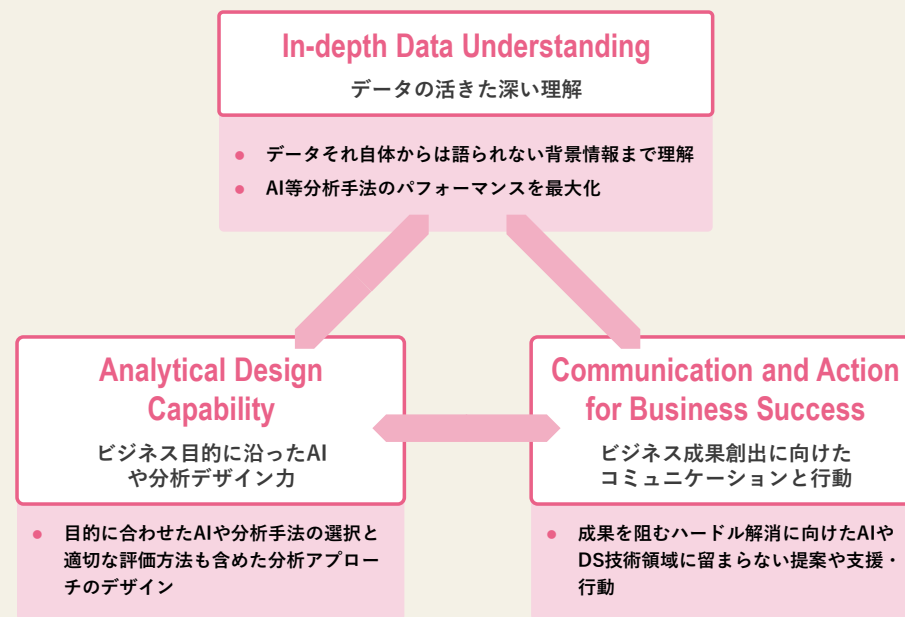 In-depth Data Understanding
データの活きた深い理解
● データそれ自体からは語られない背景情報まで理解
● AI等分析手法のパフォーマンスを最大化
Analytical Design
Capability
ビジネス目的に沿ったAI
や分析デザイン力
● 目的に合わせたAIや分析手法の選択と
適切な評価方法も含めた分析アプロー
チのデザイン
Communication and Action
for Business Success
ビジネス成果創出に向けた
コミュニケーションと行動
● 成果を阻むハードル解消に向けたAIや
DS技術領域に留まらない提案や支援・
行動